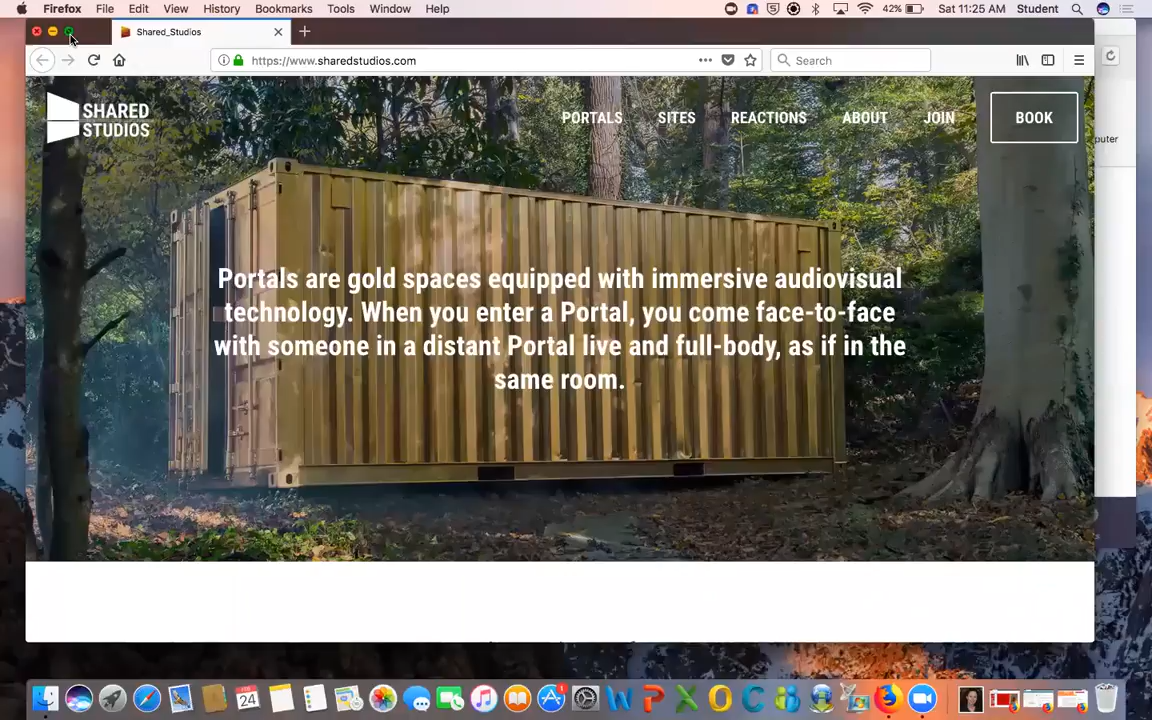 Firefox File Edit View History Bookmarks Tools Window Help 42% Sat 11:25 AM Student
Shared_Studios
https://www.sharedstudios.com Search
SHARED
STUDIOS
PORTALS SITES REACTIONS ABOUT JOIN BOOK
puter
Portals are gold spaces equipped with immersive audiovisual
technology. When you enter a Portal, you come face-to-face
with someone in a distant Portal live and full-body, as if in the
same room.
24